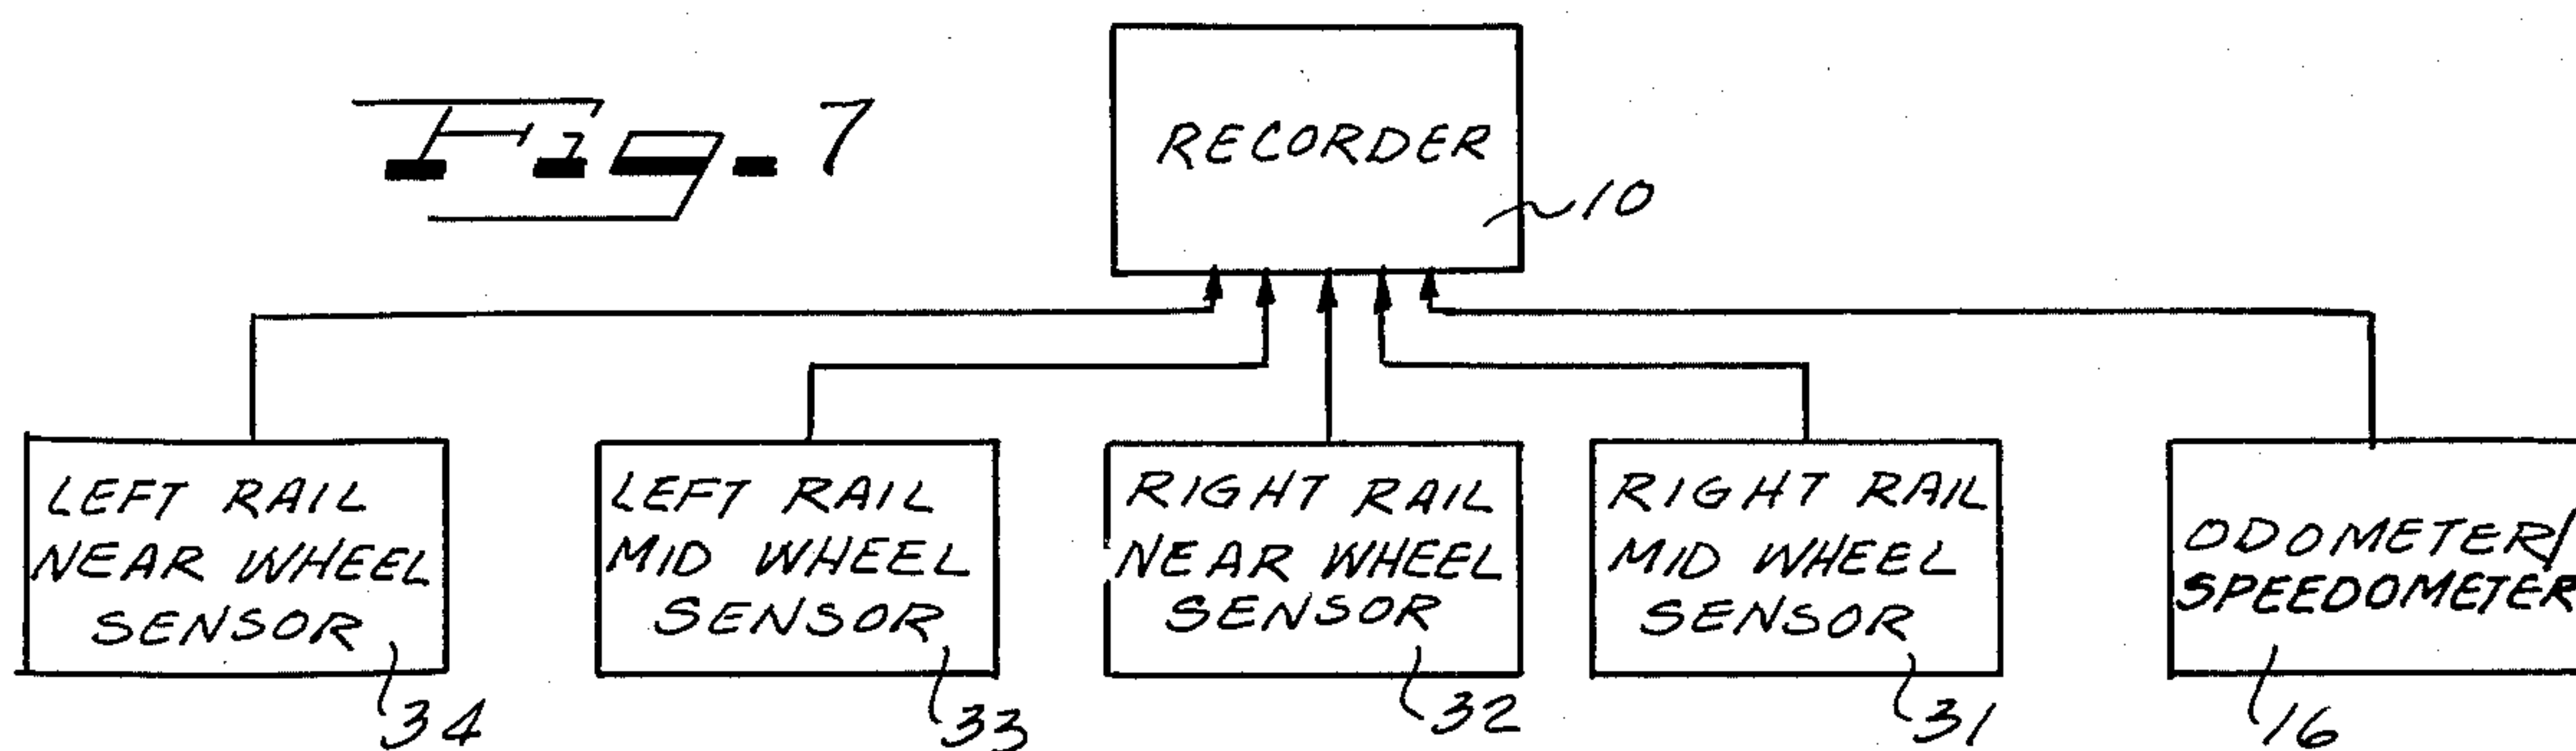 Fig. 7
RECORDER
10
LEFT RAIL
NEAR WHEEL
SENSOR
34
LEFT RAIL
MID WHEEL
SENSOR
33
RIGHT RAIL
NEAR WHEEL
SENSOR
32
RIGHT RAIL
MID WHEEL
SENSOR
31
ODOMETER/
SPEEDOMETER
16